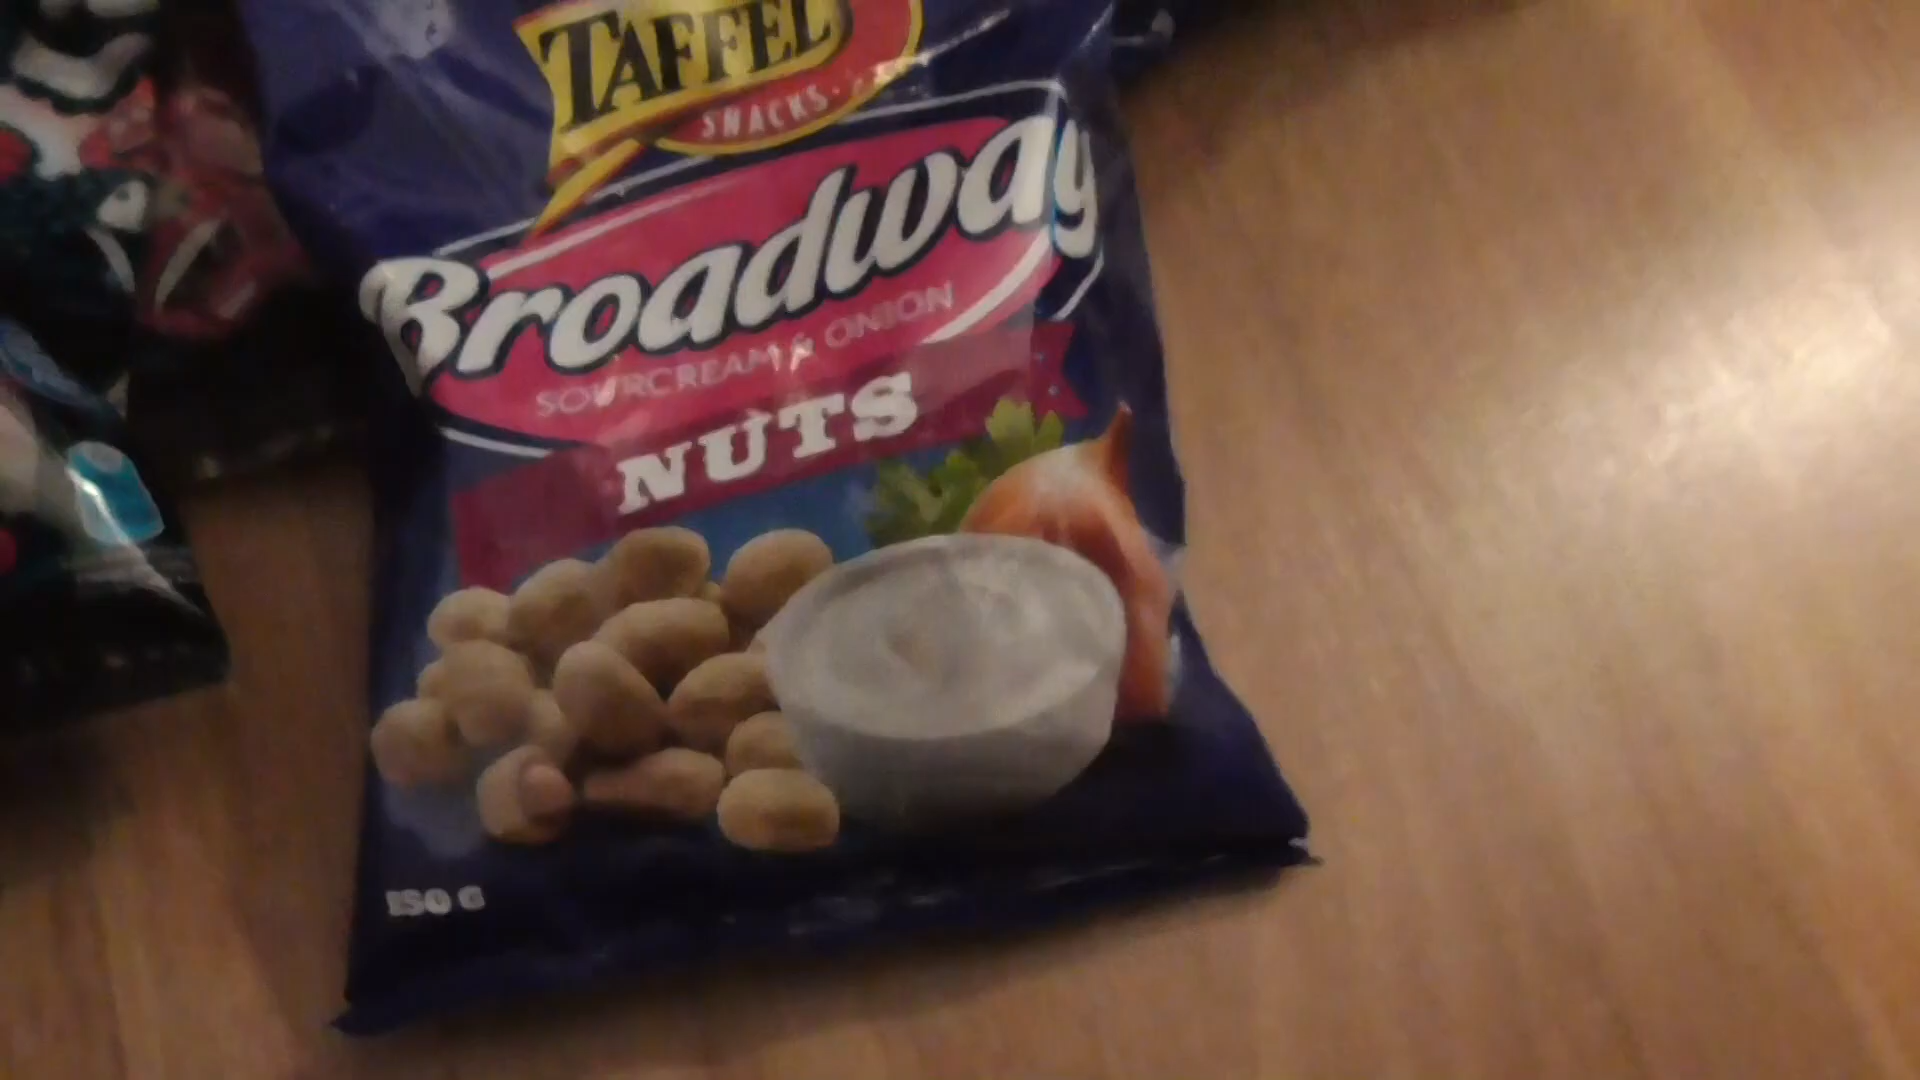 TAFFEL
SNACKS
Broadway
SOURCREAM & ONION
NUTS
150 G